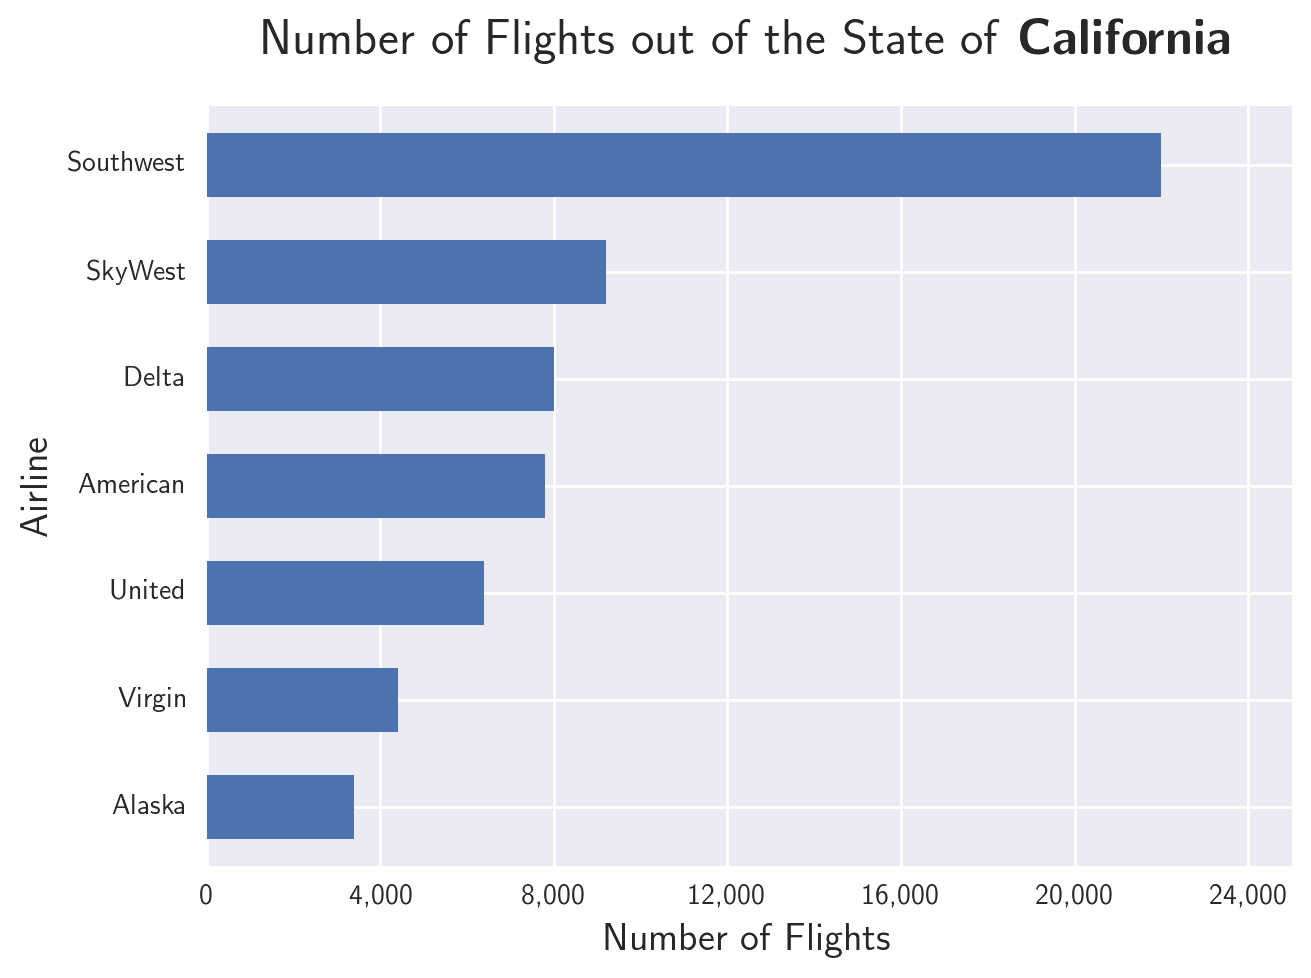 Number of Flights out of the State of California
Southwest
SkyWest
Delta
American
United
Virgin
Alaska
Airline
0 4,000 8,000 12,000 16,000 20,000 24,000
Number of Flights